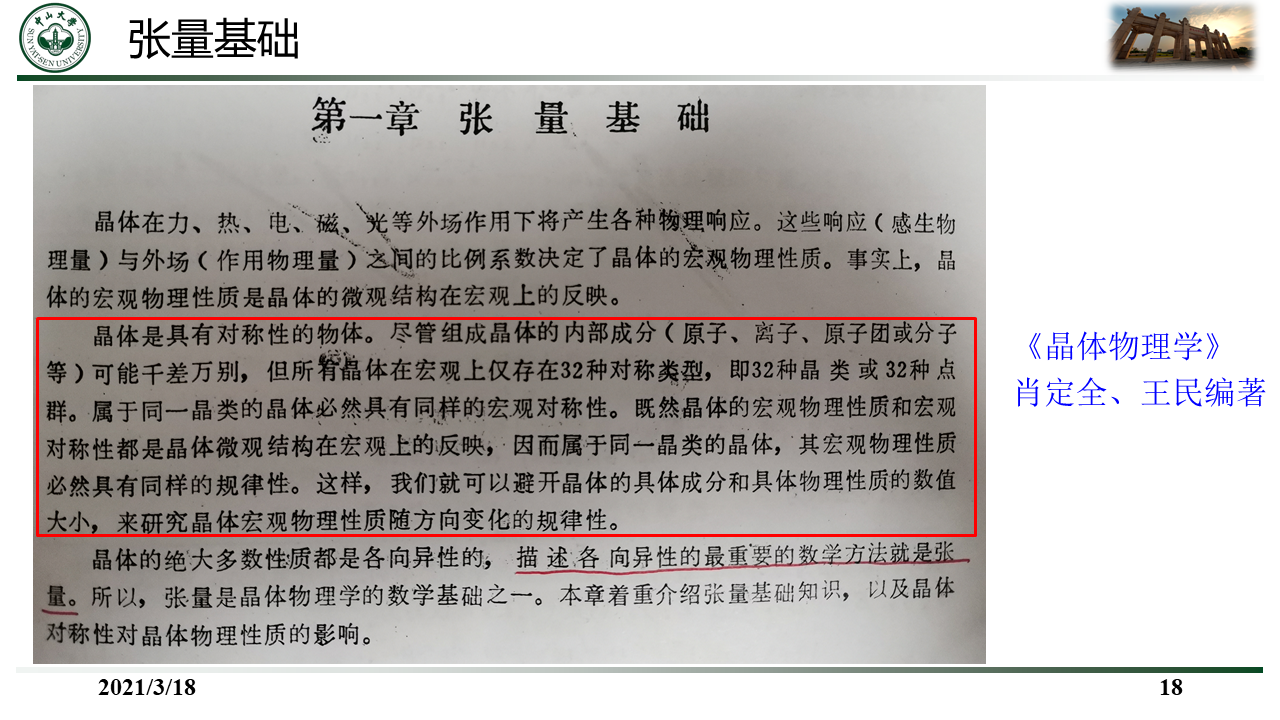 中山大学
SUN YAT-SEN UNIVERSITY
张量基础
第一章 张 量 基 础
晶体在力、热、电、磁、光等外场作用下将产生各种物理响应。这些响应（感生物
理量）与外场（作用物理量）之间的比例系数决定了晶体的宏观物理性质。事实上，晶
体的宏观物理性质是晶体的微观结构在宏观上的反映。
晶体是具有对称性的物体。尽管组成晶体的内部成分（原子、离子、原子团或分子
等）可能千差万别，但所有晶体在宏观上仅存在32种对称类型，即32种晶 类 或 32 种 点
群。属于同一晶类的晶体必然具有同样的宏观对称性。既然晶体的宏观物理性质和宏观
对称性都是晶体微观结构在宏观上的反映，因而属于同一晶类的晶体，其宏观物理性质
必然具有同样的规律性。这样，我们就可以避开晶体的具体成分和具体物理性质的数值
大小，来研究晶体宏观物理性质随方向变化的规律性。
晶体的绝大多数性质都是各向异性的，描 述 各 向异性的最重要的数学方法就是张
量。所以，张量是晶体物理学的数学基础之一。本章着重介绍张量基础知识，以及晶体
对称性对晶体物理性质的影响。
《晶体物理学》
肖定全、王民编著
2021/3/18
18